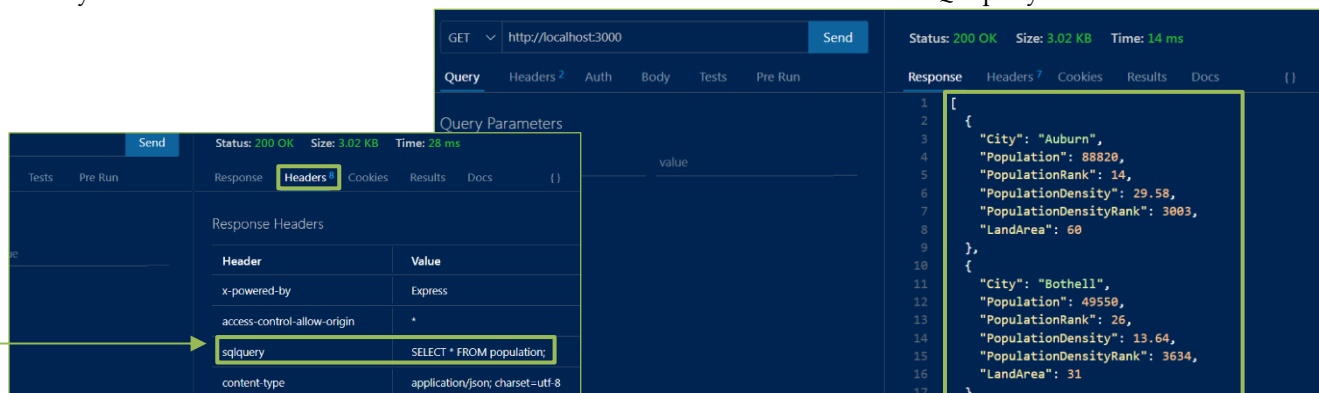 GET http://localhost:3000 Send
Status: 200 OK Size: 3.02 KB Time: 14 ms
Query Headers 2 Auth Body Tests Pre Run
Response Headers 7 Cookies Results Docs { }
Query Parameters
value
1 [
2 {
3 "City": "Auburn",
4 "Population": 88820,
5 "PopulationRank": 14,
6 "PopulationDensity": 29.58,
7 "PopulationDensityRank": 3003,
8 "LandArea": 60
9 },
10 {
11 "City": "Bothell",
12 "Population": 49550,
13 "PopulationRank": 26,
14 "PopulationDensity": 13.64,
15 "PopulationDensityRank": 3634,
16 "LandArea": 31
17 }
Send
Status: 200 OK Size: 3.02 KB Time: 28 ms
Tests Pre Run
Response Headers 8 Cookies Results Docs { }
Response Headers
Header Value
x-powered-by Express
access-control-allow-origin *
sqlquery SELECT * FROM population;
content-type application/json; charset=utf-8